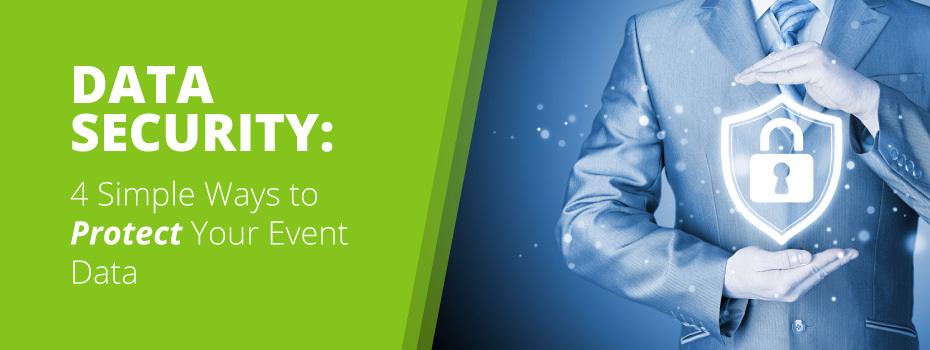 DATA
SECURITY:
4 Simple Ways to
Protect Your Event
Data